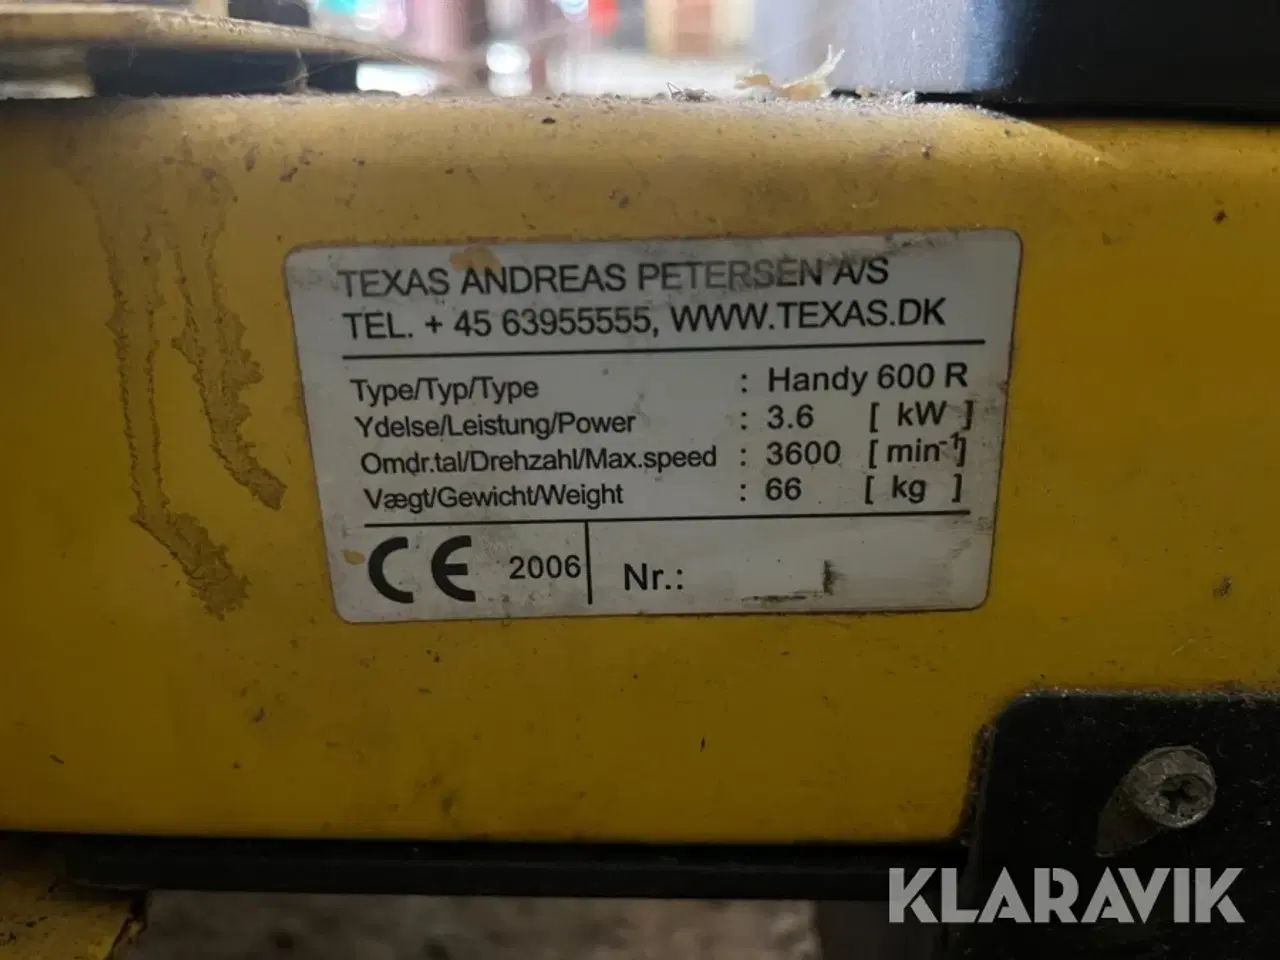 TEXAS ANDREAS PETERSEN A/S
TEL. + 45 63955555, WWW.TEXAS.DK
Type/Typ/Type : Handy 600 R
Ydelse/Leistung/Power : 3.6 [ kW ]
Omdr.tal/Drehzahl/Max.speed : 3600 [ min-1]
Vægt/Gewicht/Weight : 66 [ kg ]
CE 2006 Nr.:
KLARAVIK